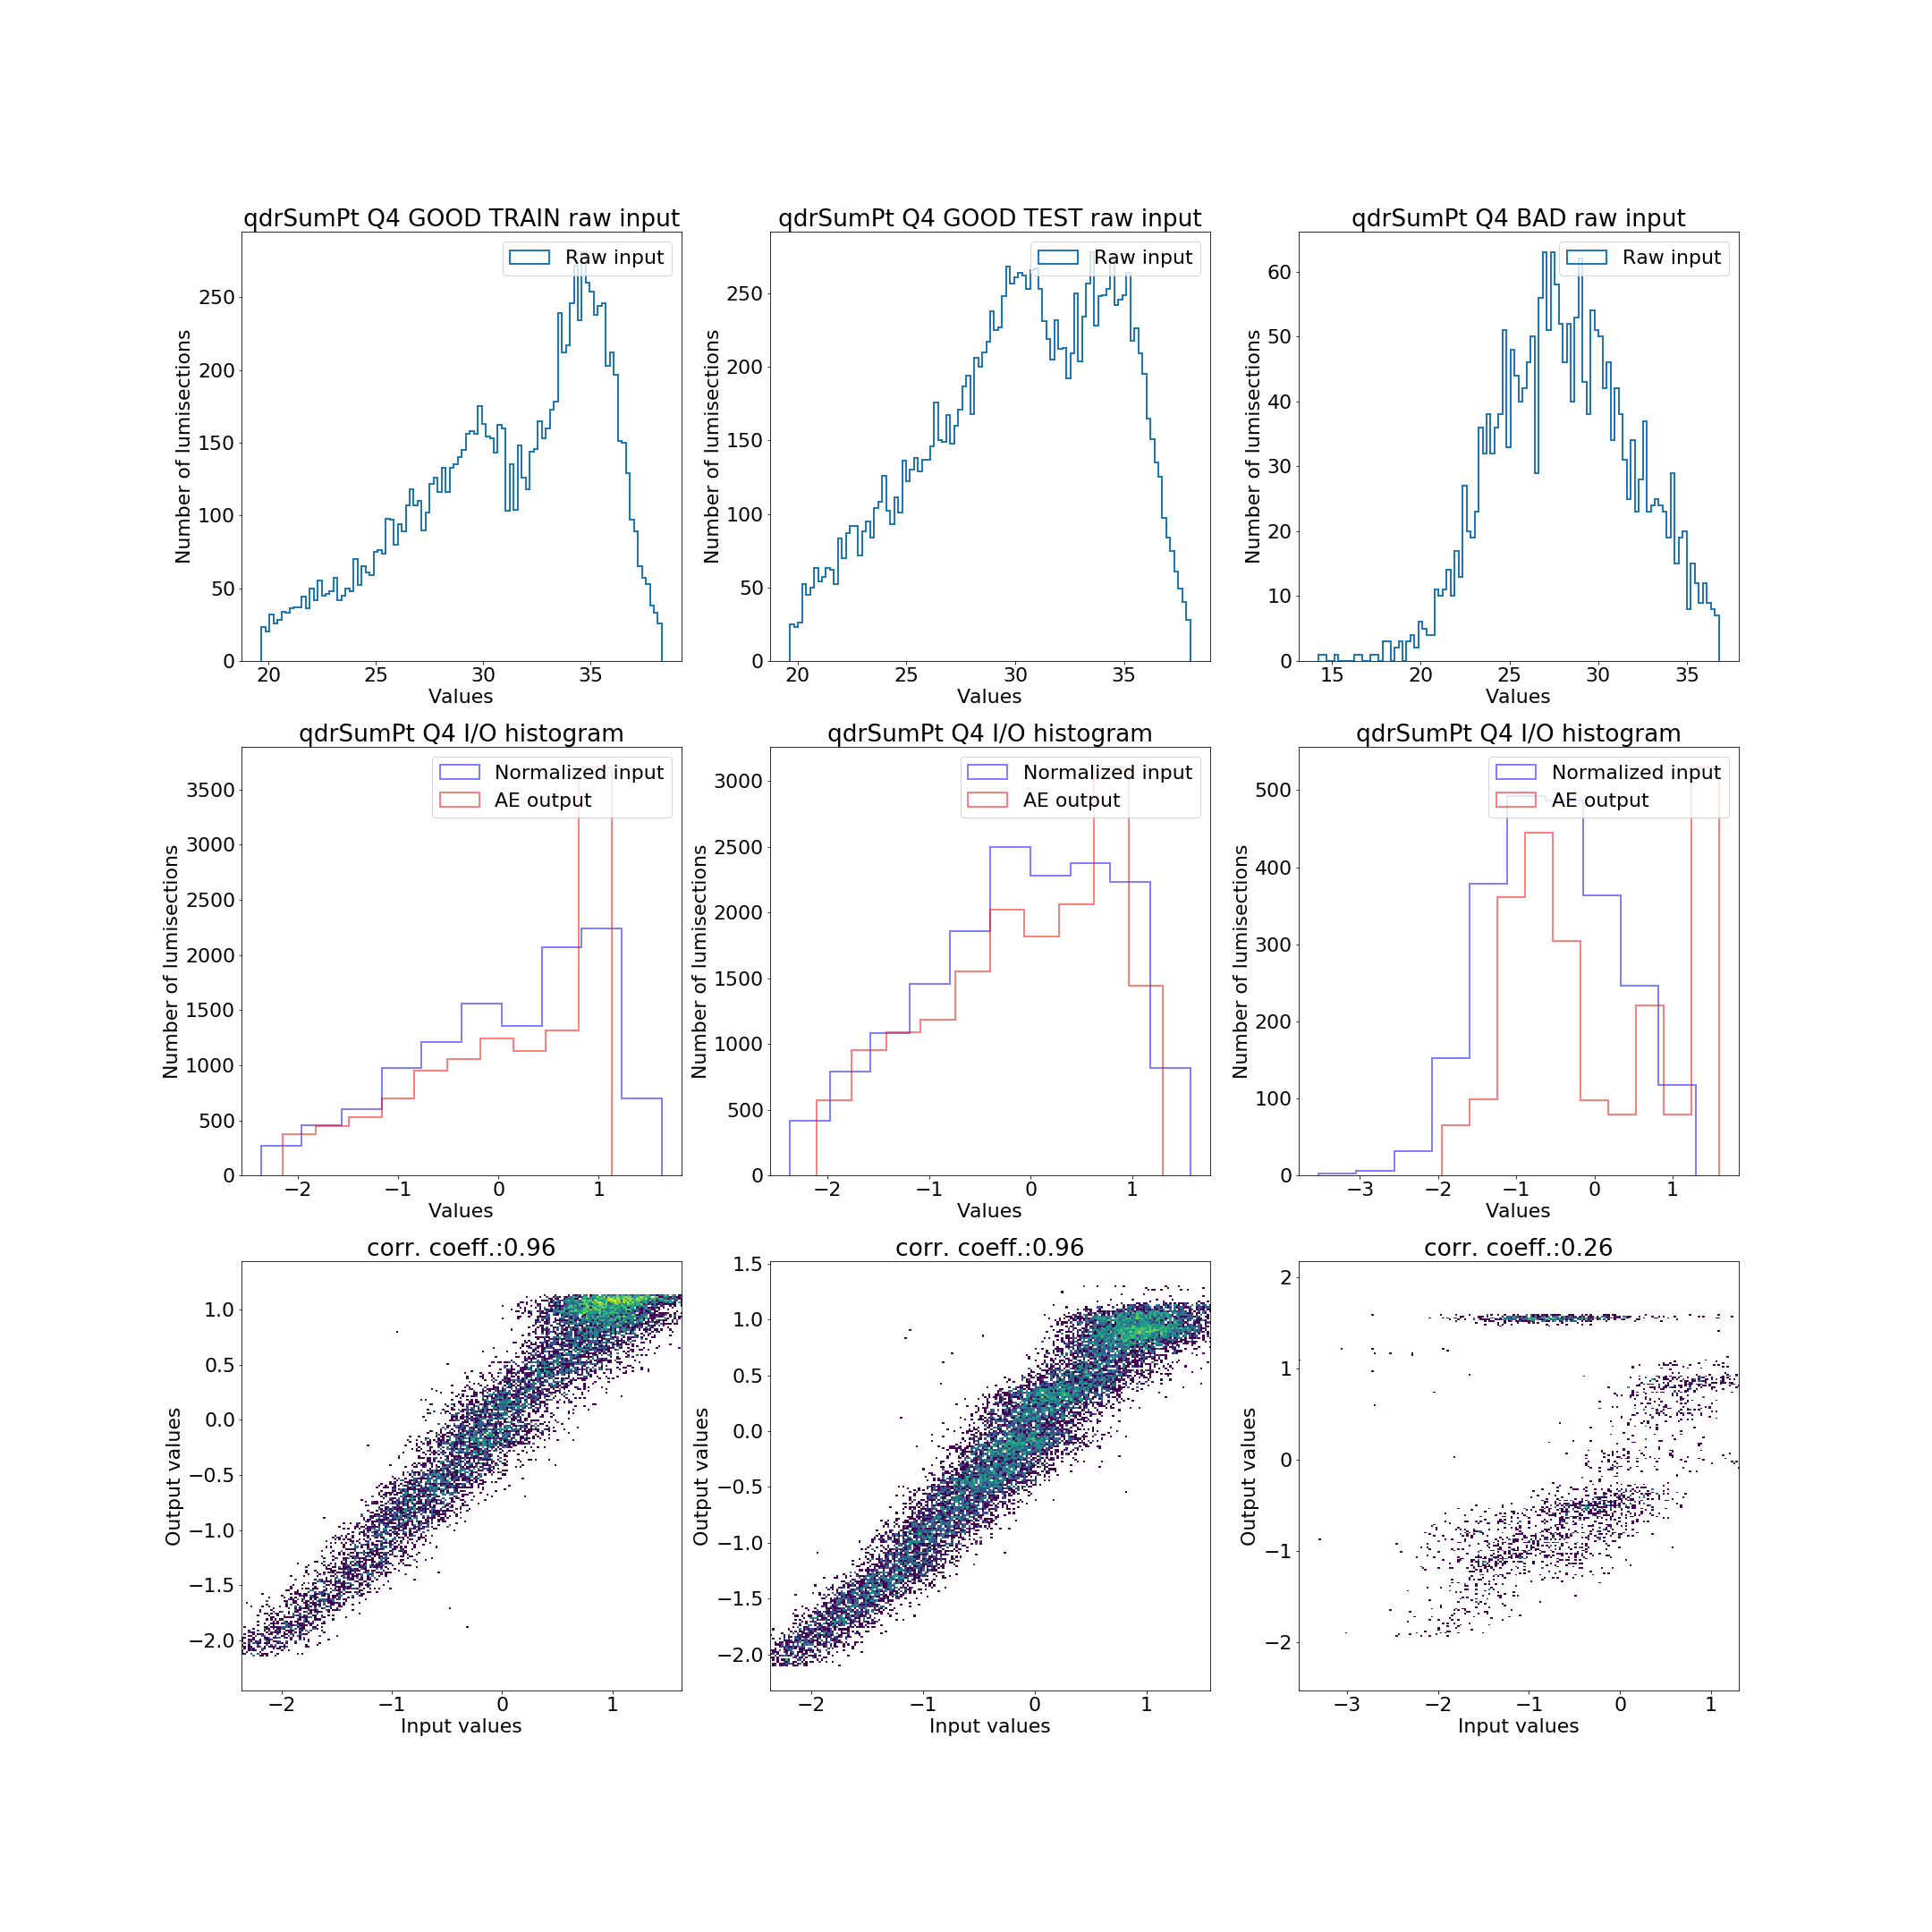 qdrSumPt Q4 GOOD TRAIN raw input
Raw input
Number of lumisections
250
200
150
100
50
0
20 25 30 35
Values
qdrSumPt Q4 GOOD TEST raw input
Raw input
Number of lumisections
250
200
150
100
50
0
20 25 30 35
Values
qdrSumPt Q4 BAD raw input
Raw input
Number of lumisections
60
50
40
30
20
10
0
15 20 25 30 35
Values
qdrSumPt Q4 I/O histogram
Normalized input
AE output
Number of lumisections
3500
3000
2500
2000
1500
1000
500
0
−2 −1 0 1
Values
qdrSumPt Q4 I/O histogram
Normalized input
AE output
Number of lumisections
3000
2500
2000
1500
1000
500
0
−2 −1 0 1
Values
qdrSumPt Q4 I/O histogram
Normalized input
AE output
Number of lumisections
500
400
300
200
100
0
−3 −2 −1 0 1
Values
corr. coeff.:0.96
Output values
1.0
0.5
0.0
−0.5
−1.0
−1.5
−2.0
−2 −1 0 1
Input values
corr. coeff.:0.96
Output values
1.5
1.0
0.5
0.0
−0.5
−1.0
−1.5
−2.0
−2 −1 0 1
Input values
corr. coeff.:0.26
Output values
2
1
0
−1
−2
−3 −2 −1 0 1
Input values